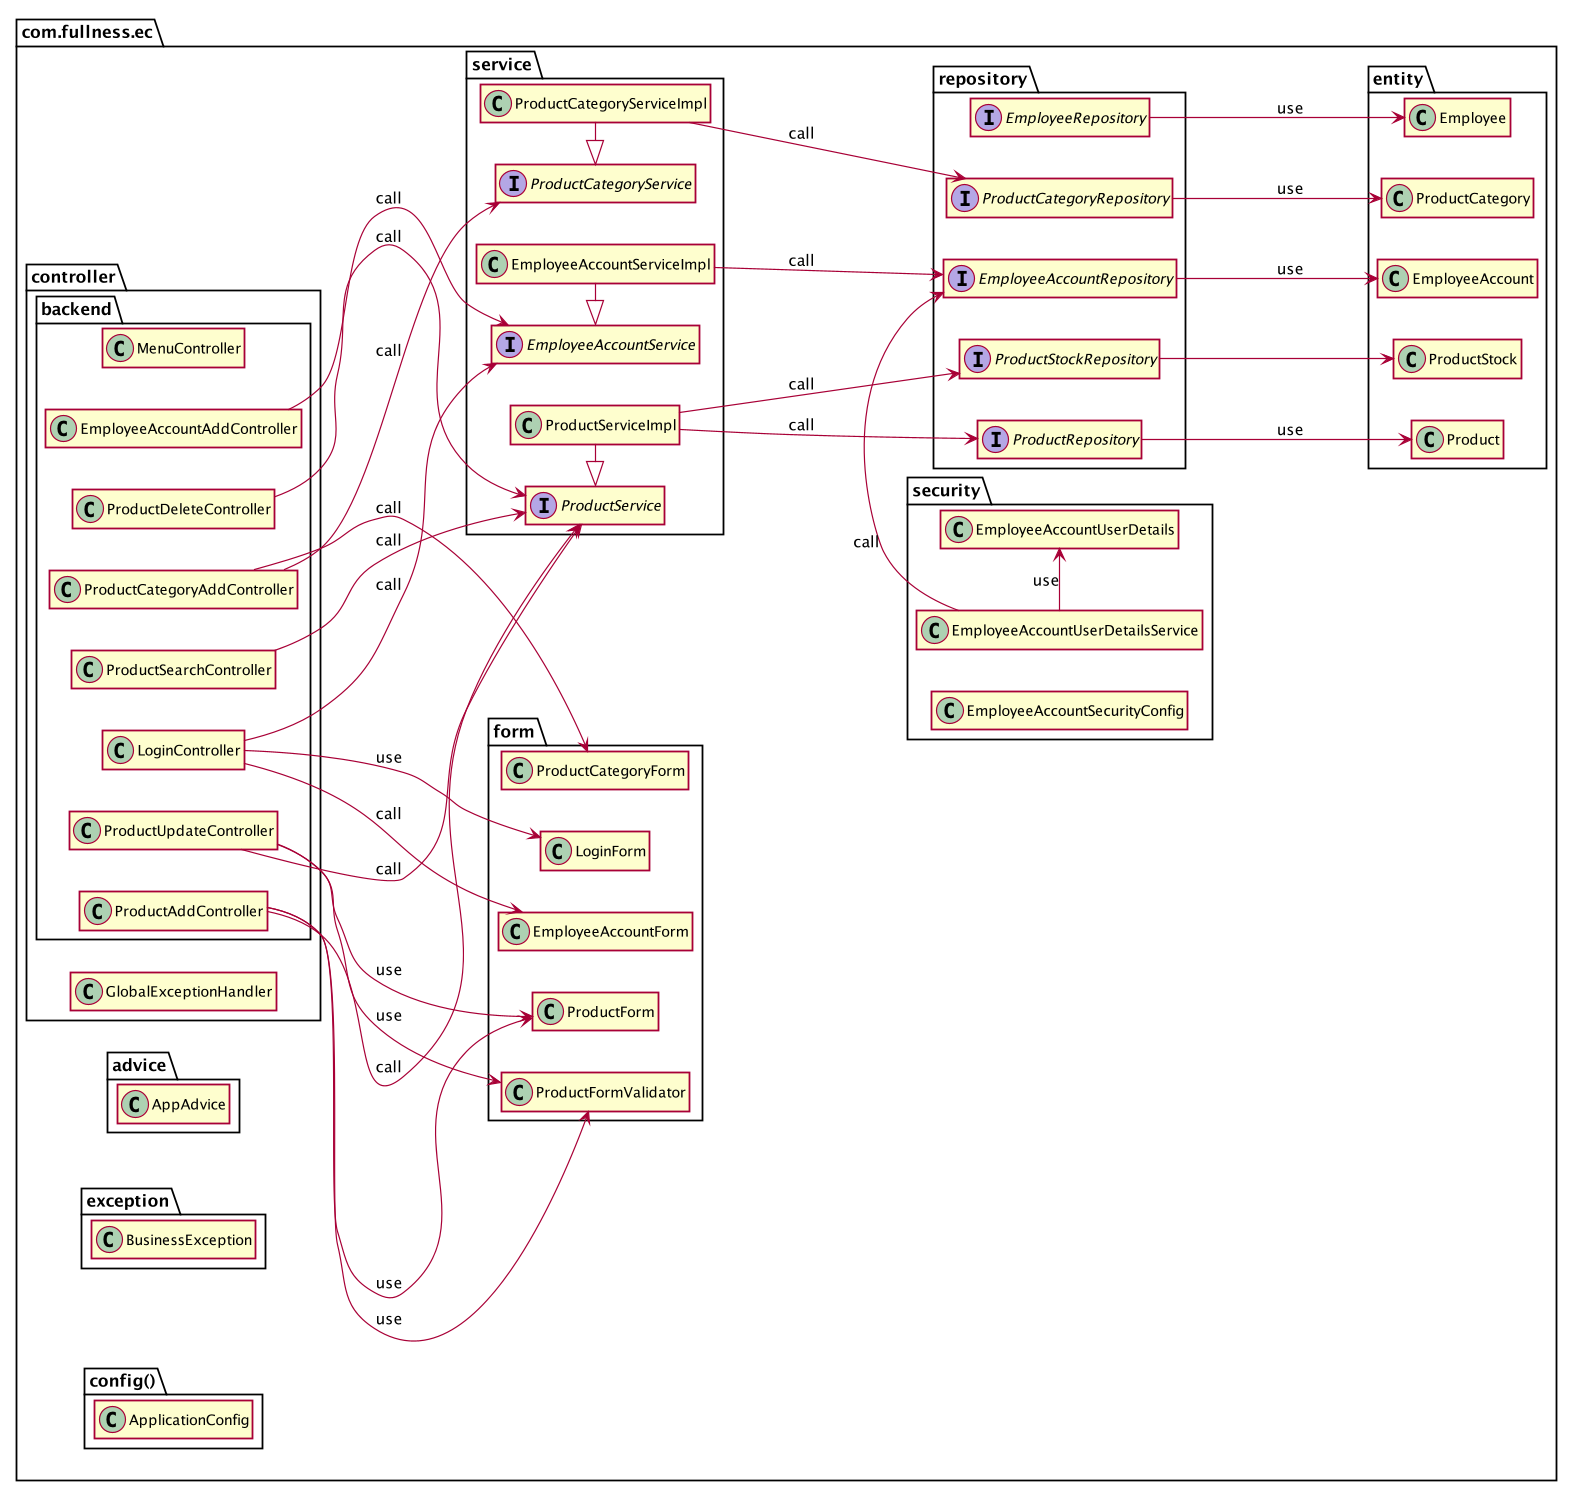 com.fullness.ec
controller
backend
C MenuController
C EmployeeAccountAddController
C ProductDeleteController
C ProductCategoryAddController
C ProductSearchController
C LoginController
C ProductUpdateController
C ProductAddController
C GlobalExceptionHandler
advice
C AppAdvice
exception
C BusinessException
config()
C ApplicationConfig
call
call
call
call
call
call
use
call
call
use
use
call
use
use
service
C ProductCategoryServiceImpl
I ProductCategoryService
C EmployeeAccountServiceImpl
I EmployeeAccountService
C ProductServiceImpl
I ProductService
form
C ProductCategoryForm
C LoginForm
C EmployeeAccountForm
C ProductForm
C ProductFormValidator
call
call
call
call
call
repository
I EmployeeRepository
I ProductCategoryRepository
I EmployeeAccountRepository
I ProductStockRepository
I ProductRepository
security
C EmployeeAccountUserDetails
use
C EmployeeAccountUserDetailsService
C EmployeeAccountSecurityConfig
use
use
use
use
entity
C Employee
C ProductCategory
C EmployeeAccount
C ProductStock
C Product